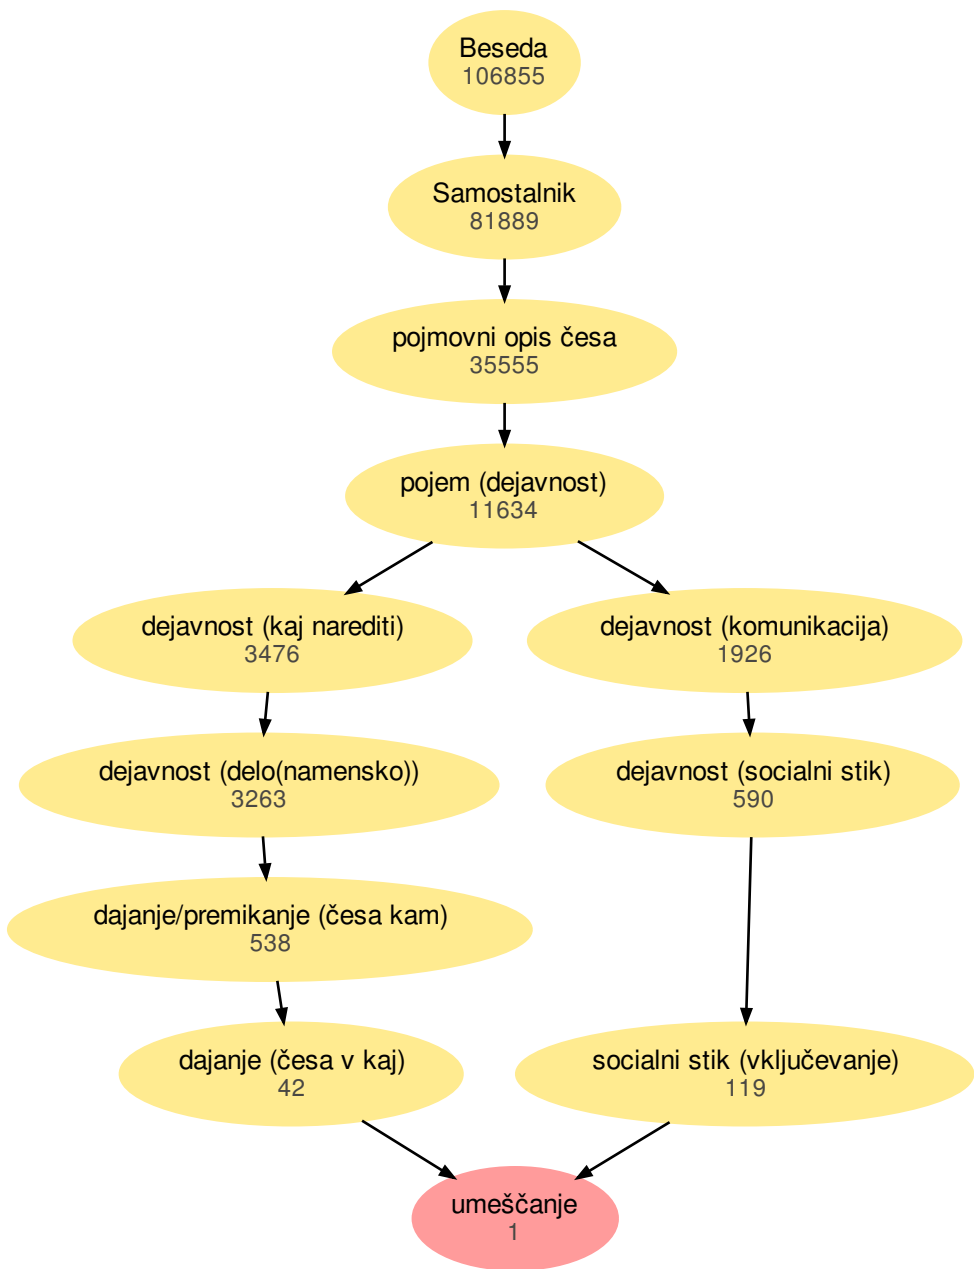 Beseda
106855
Samostalnik
81889
pojmovni opis česa
35555
pojem (dejavnost)
11634
dejavnost (kaj narediti)
3476
dejavnost (komunikacija)
1926
dejavnost (delo(namensko))
3263
dejavnost (socialni stik)
590
dajanje/premikanje (česa kam)
538
dajanje (česa v kaj)
42
socialni stik (vključevanje)
119
umeščanje
1